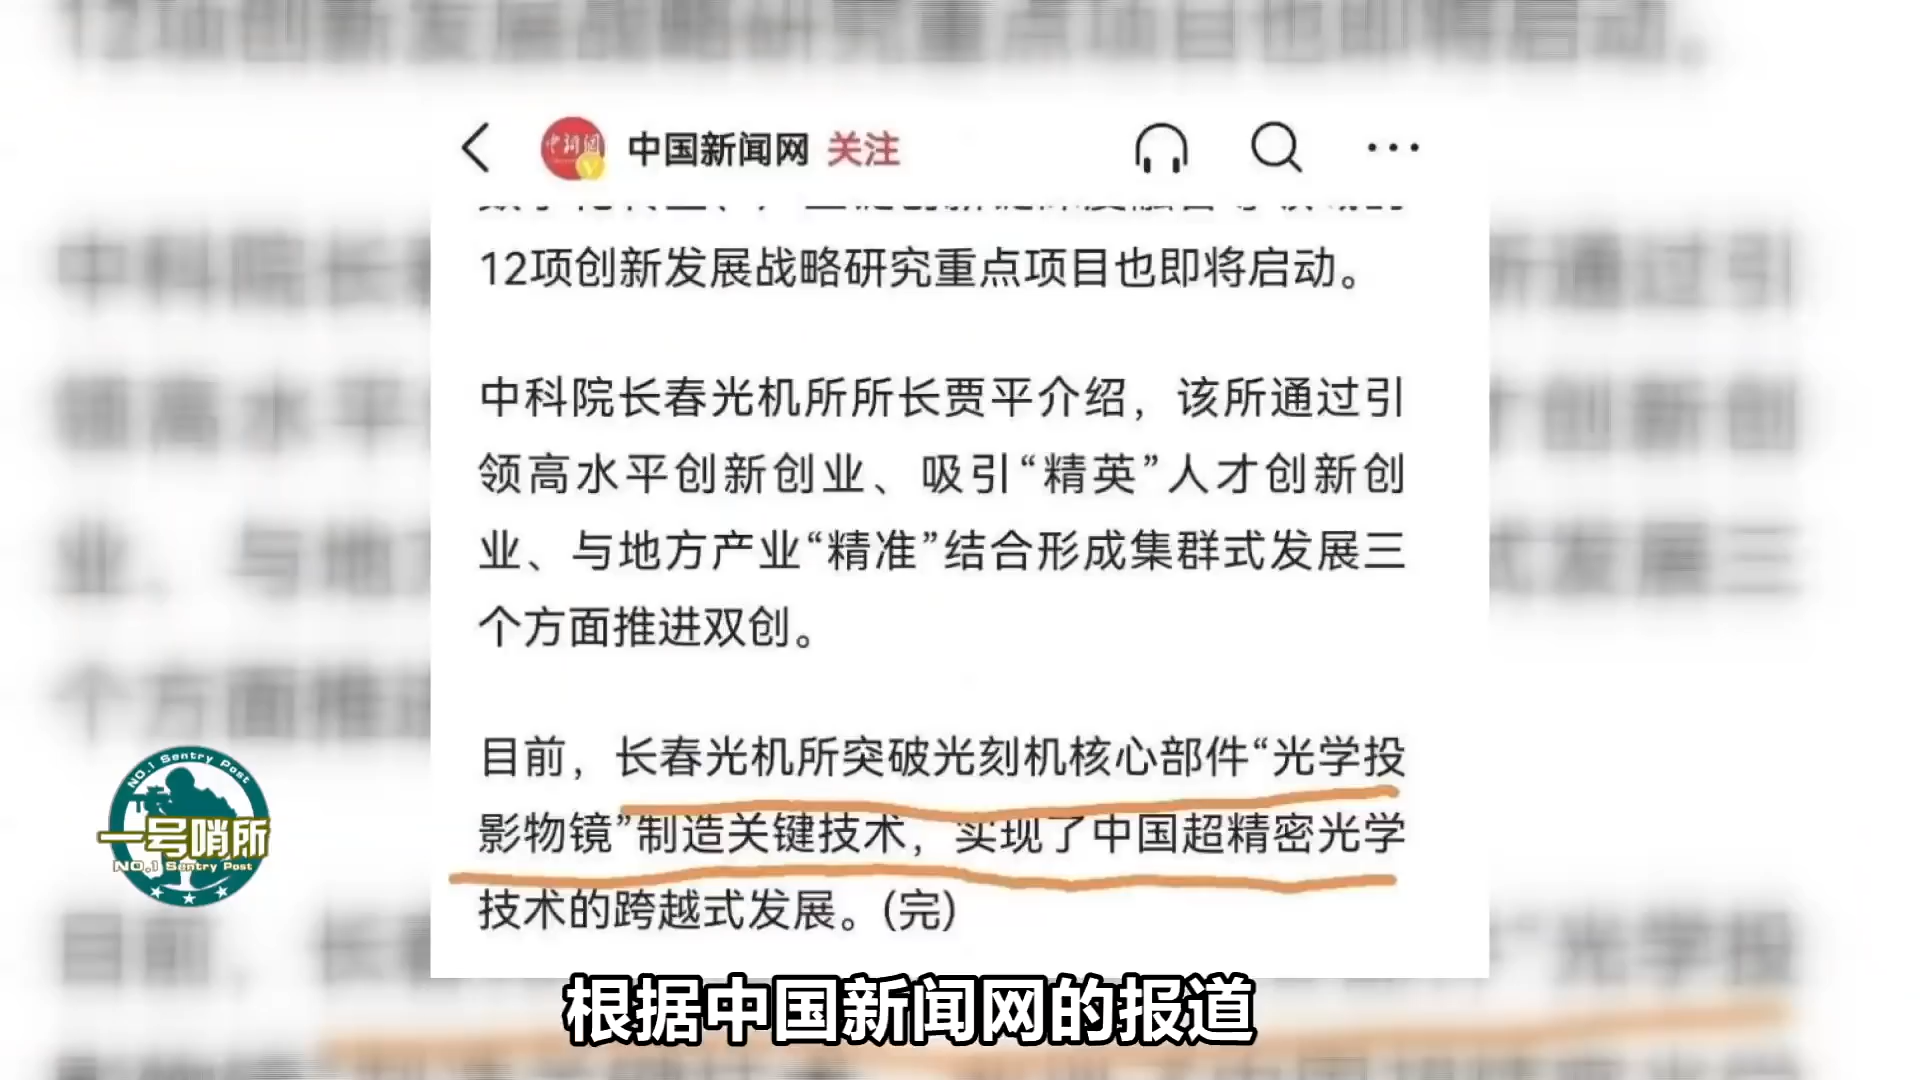 中国新闻网 关注
12项创新发展战略研究重点项目也即将启动。
中科院长春光机所所长贾平介绍，该所通过引
领高水平创新创业、吸引“精英”人才创新创
业、与地方产业“精准”结合形成集群式发展三
个方面推进双创。
目前，长春光机所突破光刻机核心部件“光学投
影物镜”制造关键技术，实现了中国超精密光学
技术的跨越式发展。(完)
NO.1 Sentry Post
一号哨所
NO.1 Sentry Post
根据中国新闻网的报道